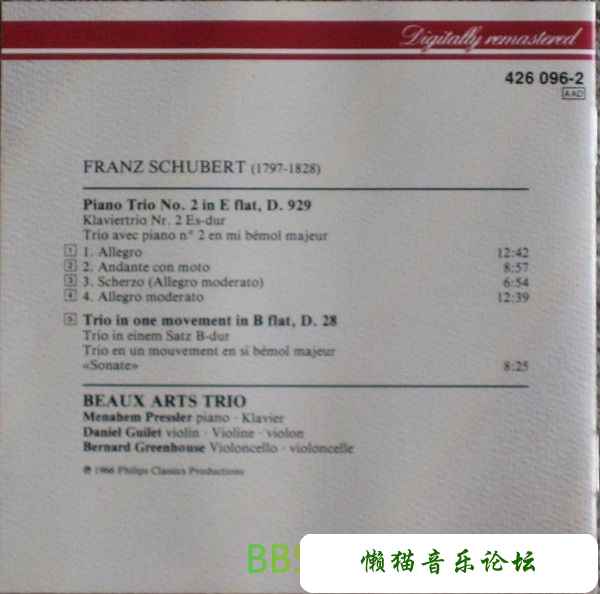 Digitally remastered
426 096-2
AAD
FRANZ SCHUBERT (1797-1828)
Piano Trio No. 2 in E flat, D. 929
Klaviertrio Nr. 2 Es-dur
Trio avec piano n° 2 en mi bémol majeur
1 1. Allegro 12:42
2 2. Andante con moto 8:57
3 3. Scherzo (Allegro moderato) 6:54
4 4. Allegro moderato 12:39
5 Trio in one movement in B flat, D. 28
Trio in einem Satz B-dur
Trio en un mouvement en si bémol majeur
«Sonate» 8:25
BEAUX ARTS TRIO
Menahem Pressler piano · Klavier
Daniel Guilet violin · Violine · violon
Bernard Greenhouse Violoncello · violoncelle
℗ 1966 Philips Classics Productions
BBS
懒猫音乐论坛